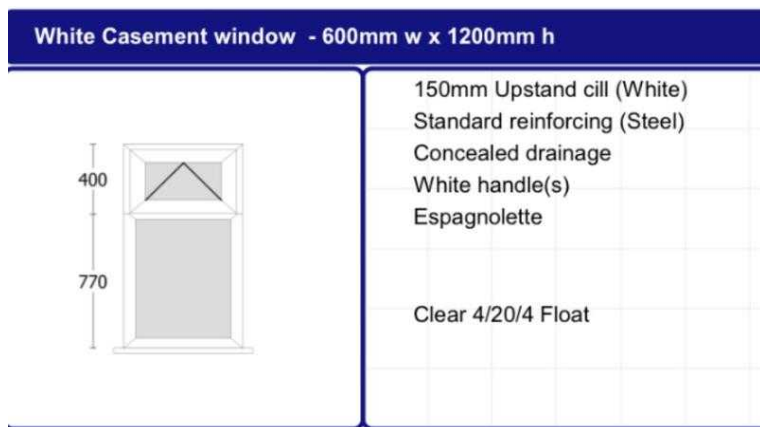 White Casement window - 600mm w x 1200mm h
400
770
150mm Upstand cill (White)
Standard reinforcing (Steel)
Concealed drainage
White handle(s)
Espagnolette
Clear 4/20/4 Float